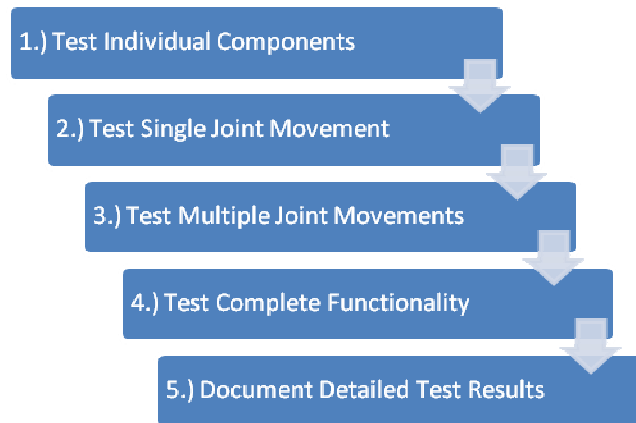 1.) Test Individual Components
2.) Test Single Joint Movement
3.) Test Multiple Joint Movements
4.) Test Complete Functionality
5.) Document Detailed Test Results